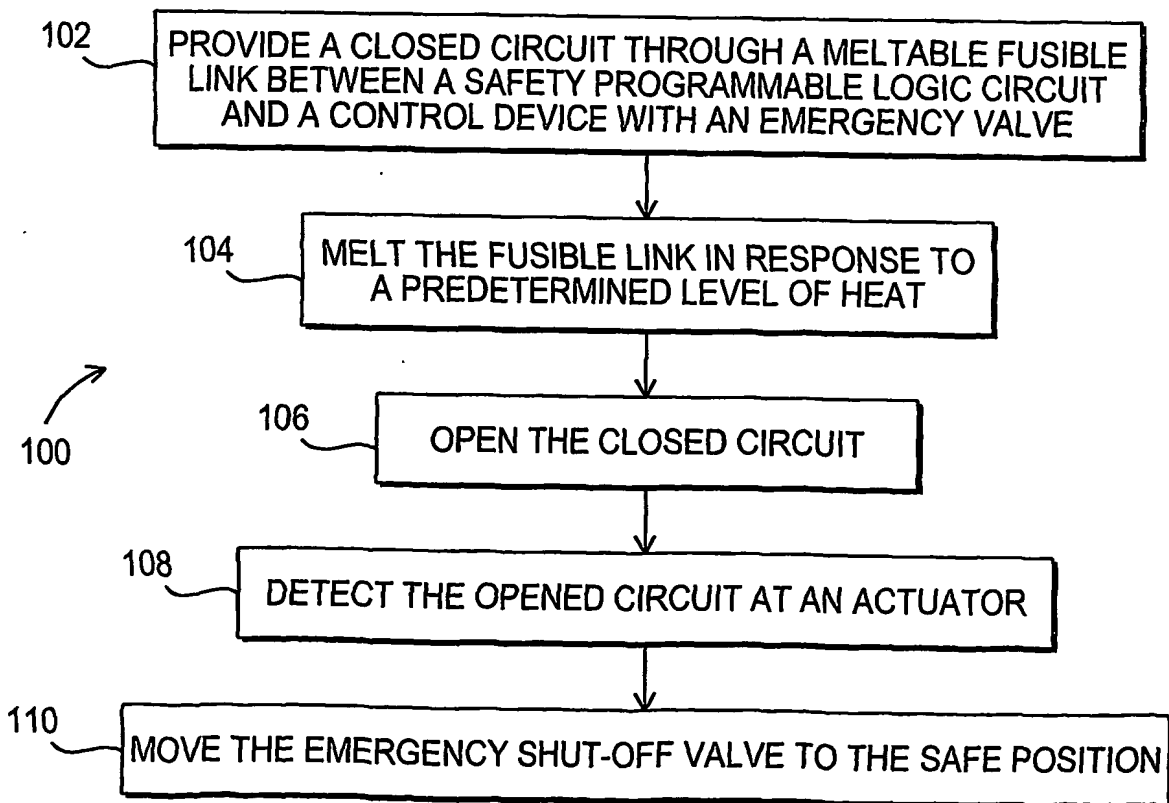 102
PROVIDE A CLOSED CIRCUIT THROUGH A MELTABLE FUSIBLE
LINK BETWEEN A SAFETY PROGRAMMABLE LOGIC CIRCUIT
AND A CONTROL DEVICE WITH AN EMERGENCY VALVE
104
MELT THE FUSIBLE LINK IN RESPONSE TO
A PREDETERMINED LEVEL OF HEAT
100
106
OPEN THE CLOSED CIRCUIT
108
DETECT THE OPENED CIRCUIT AT AN ACTUATOR
110
MOVE THE EMERGENCY SHUT-OFF VALVE TO THE SAFE POSITION